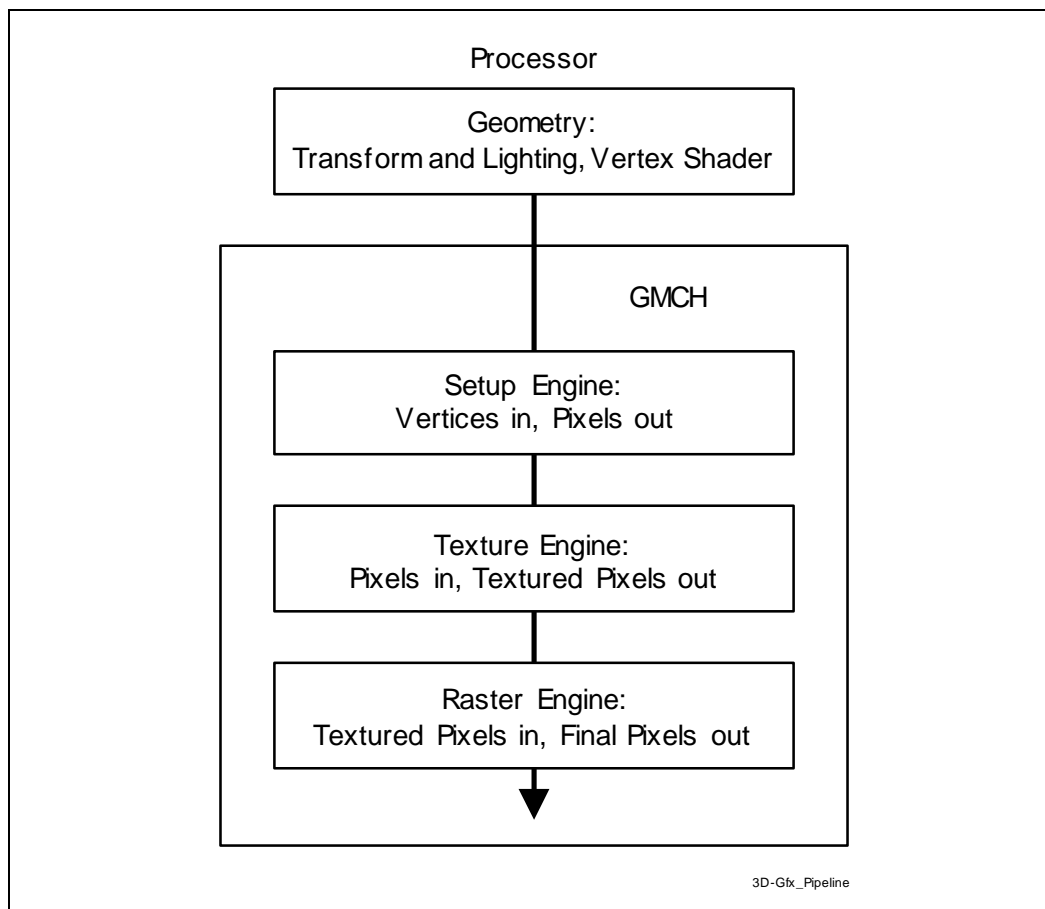 Processor
Geometry:
Transform and Lighting, Vertex Shader
GMCH
Setup Engine:
Vertices in, Pixels out
Texture Engine:
Pixels in, Textured Pixels out
Raster Engine:
Textured Pixels in, Final Pixels out
3D-Gfx_Pipeline